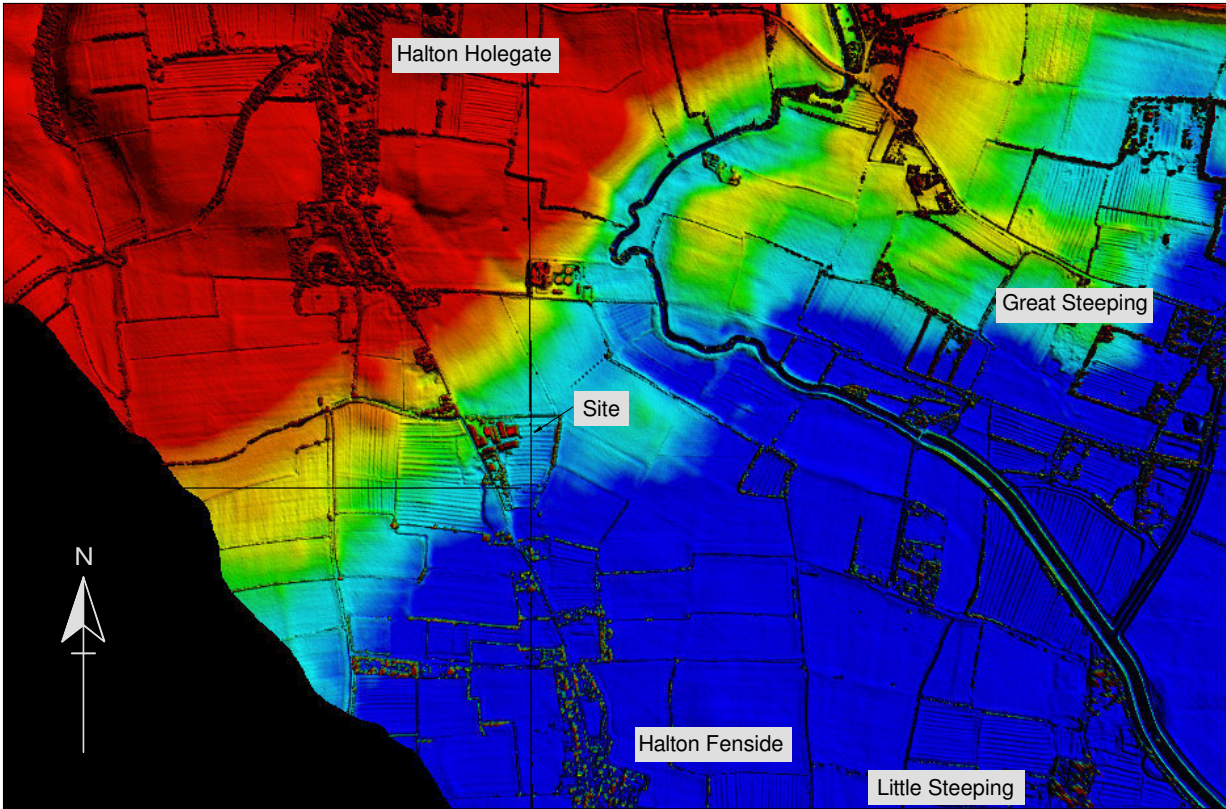 Halton Holegate
Great Steeping
Site
N
Halton Fenside
Little Steeping